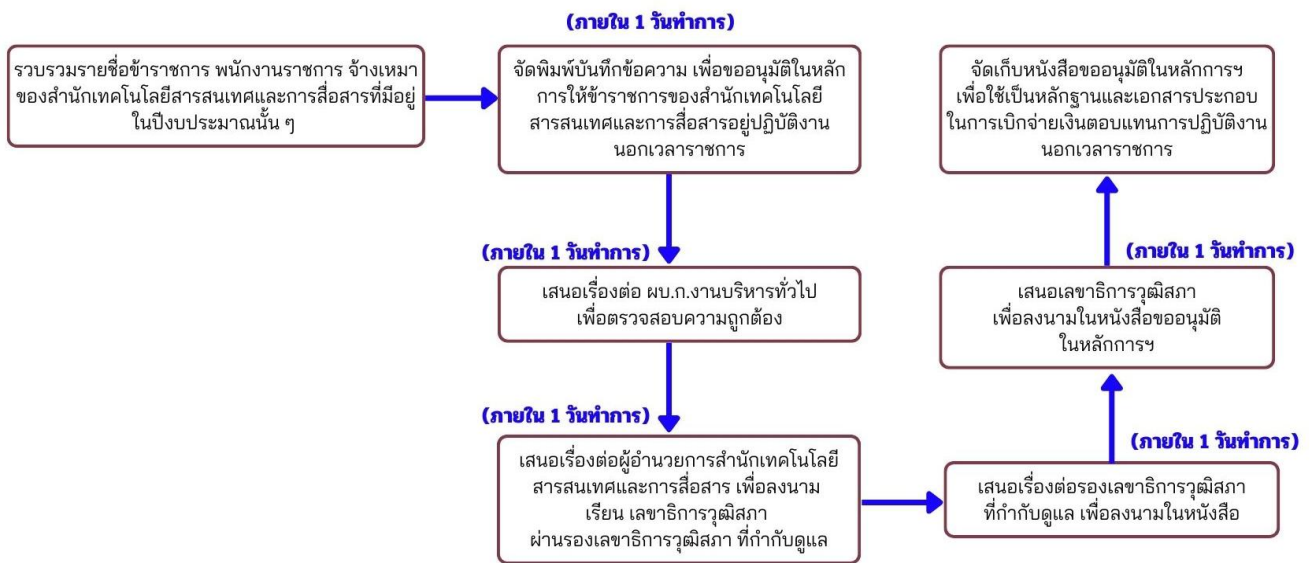 รวบรวมรายชื่อข้าราชการ พนักงานราชการ จ้างเหมา
ของสำนักเทคโนโลยีสารสนเทศและการสื่อสารที่มีอยู่
ในปีงบประมาณนั้น ๆ
(ภายใน 1 วันทำการ)
จัดพิมพ์บันทึกข้อความ เพื่อขออนุมัติในหลัก
การให้ข้าราชการของสำนักเทคโนโลยี
สารสนเทศและการสื่อสารอยู่ปฏิบัติงาน
นอกเวลาราชการ
(ภายใน 1 วันทำการ)
เสนอเรื่องต่อ ผบ.ก.งานบริหารทั่วไป
เพื่อตรวจสอบความถูกต้อง
(ภายใน 1 วันทำการ)
เสนอเรื่องต่อผู้อำนวยการสำนักเทคโนโลยี
สารสนเทศและการสื่อสาร เพื่อลงนาม
เรียน เลขาธิการวุฒิสภา
ผ่านรองเลขาธิการวุฒิสภา ที่กำกับดูแล
(ภายใน 1 วันทำการ)
เสนอเรื่องต่อรองเลขาธิการวุฒิสภา
ที่กำกับดูแล เพื่อลงนามในหนังสือ
(ภายใน 1 วันทำการ)
เสนอเลขาธิการวุฒิสภา
เพื่อลงนามในหนังสือขออนุมัติ
ในหลักการฯ
จัดเก็บหนังสือขออนุมัติในหลักการฯ
เพื่อใช้เป็นหลักฐานและเอกสารประกอบ
ในการเบิกจ่ายเงินตอบแทนการปฏิบัติงาน
นอกเวลาราชการ